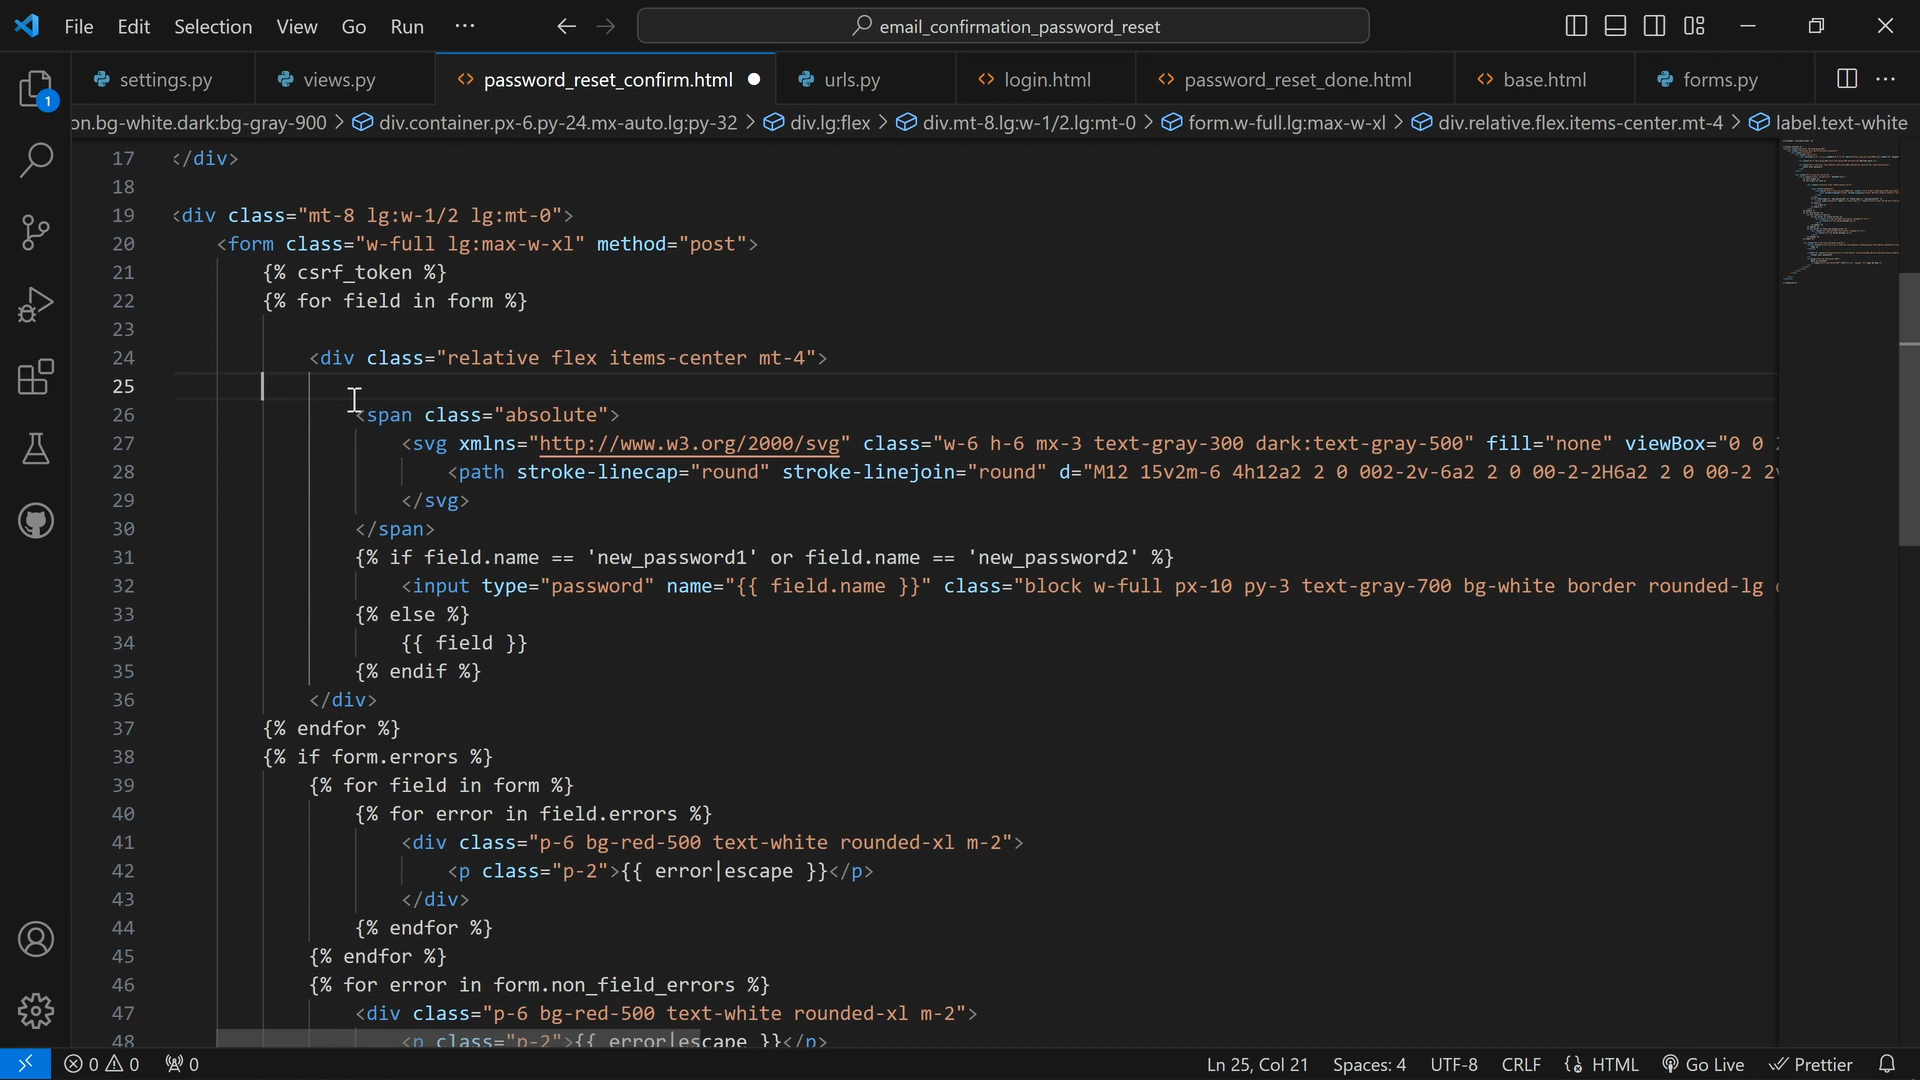 File Edit Selection View Go Run ··· email_confirmation_password_reset
settings.py views.py password_reset_confirm.html urls.py login.html password_reset_done.html base.html forms.py
1
on.bg-white.dark:bg-gray-900 > div.container.px-6.py-24.mx-auto.lg:py-32 > div.lg:flex > div.mt-8.lg:w-1/2.lg:mt-0 > form.w-full.lg:max-w-xl > div.relative.flex.items-center.mt-4 > label.text-white
17 </div>
18
19 <div class="mt-8 lg:w-1/2 lg:mt-0">
20 <form class="w-full lg:max-w-xl" method="post">
21 {% csrf_token %}
22 {% for field in form %}
23
24 <div class="relative flex items-center mt-4">
25
26 <span class="absolute">
27 <svg xmlns="http://www.w3.org/2000/svg" class="w-6 h-6 mx-3 text-gray-300 dark:text-gray-500" fill="none" viewBox="0 0
28 <path stroke-linecap="round" stroke-linejoin="round" d="M12 15v2m-6 4h12a2 2 0 002-2v-6a2 2 0 00-2-2H6a2 2 0 00-2
29 </svg>
30 </span>
31 {% if field.name == 'new_password1' or field.name == 'new_password2' %}
32 <input type="password" name="{{ field.name }}" class="block w-full px-10 py-3 text-gray-700 bg-white border rounded-lg
33 {% else %}
34 {{ field }}
35 {% endif %}
36 </div>
37 {% endfor %}
38 {% if form.errors %}
39 {% for field in form %}
40 {% for error in field.errors %}
41 <div class="p-6 bg-red-500 text-white rounded-xl m-2">
42 <p class="p-2">{{ error|escape }}</p>
43 </div>
44 {% endfor %}
45 {% endfor %}
46 {% for error in form.non_field_errors %}
47 <div class="p-6 bg-red-500 text-white rounded-xl m-2">
48 <p class="p-2">{{ error|escape }}</p>
0 0 0 Ln 25, Col 21 Spaces: 4 UTF-8 CRLF {} HTML Go Live Prettier